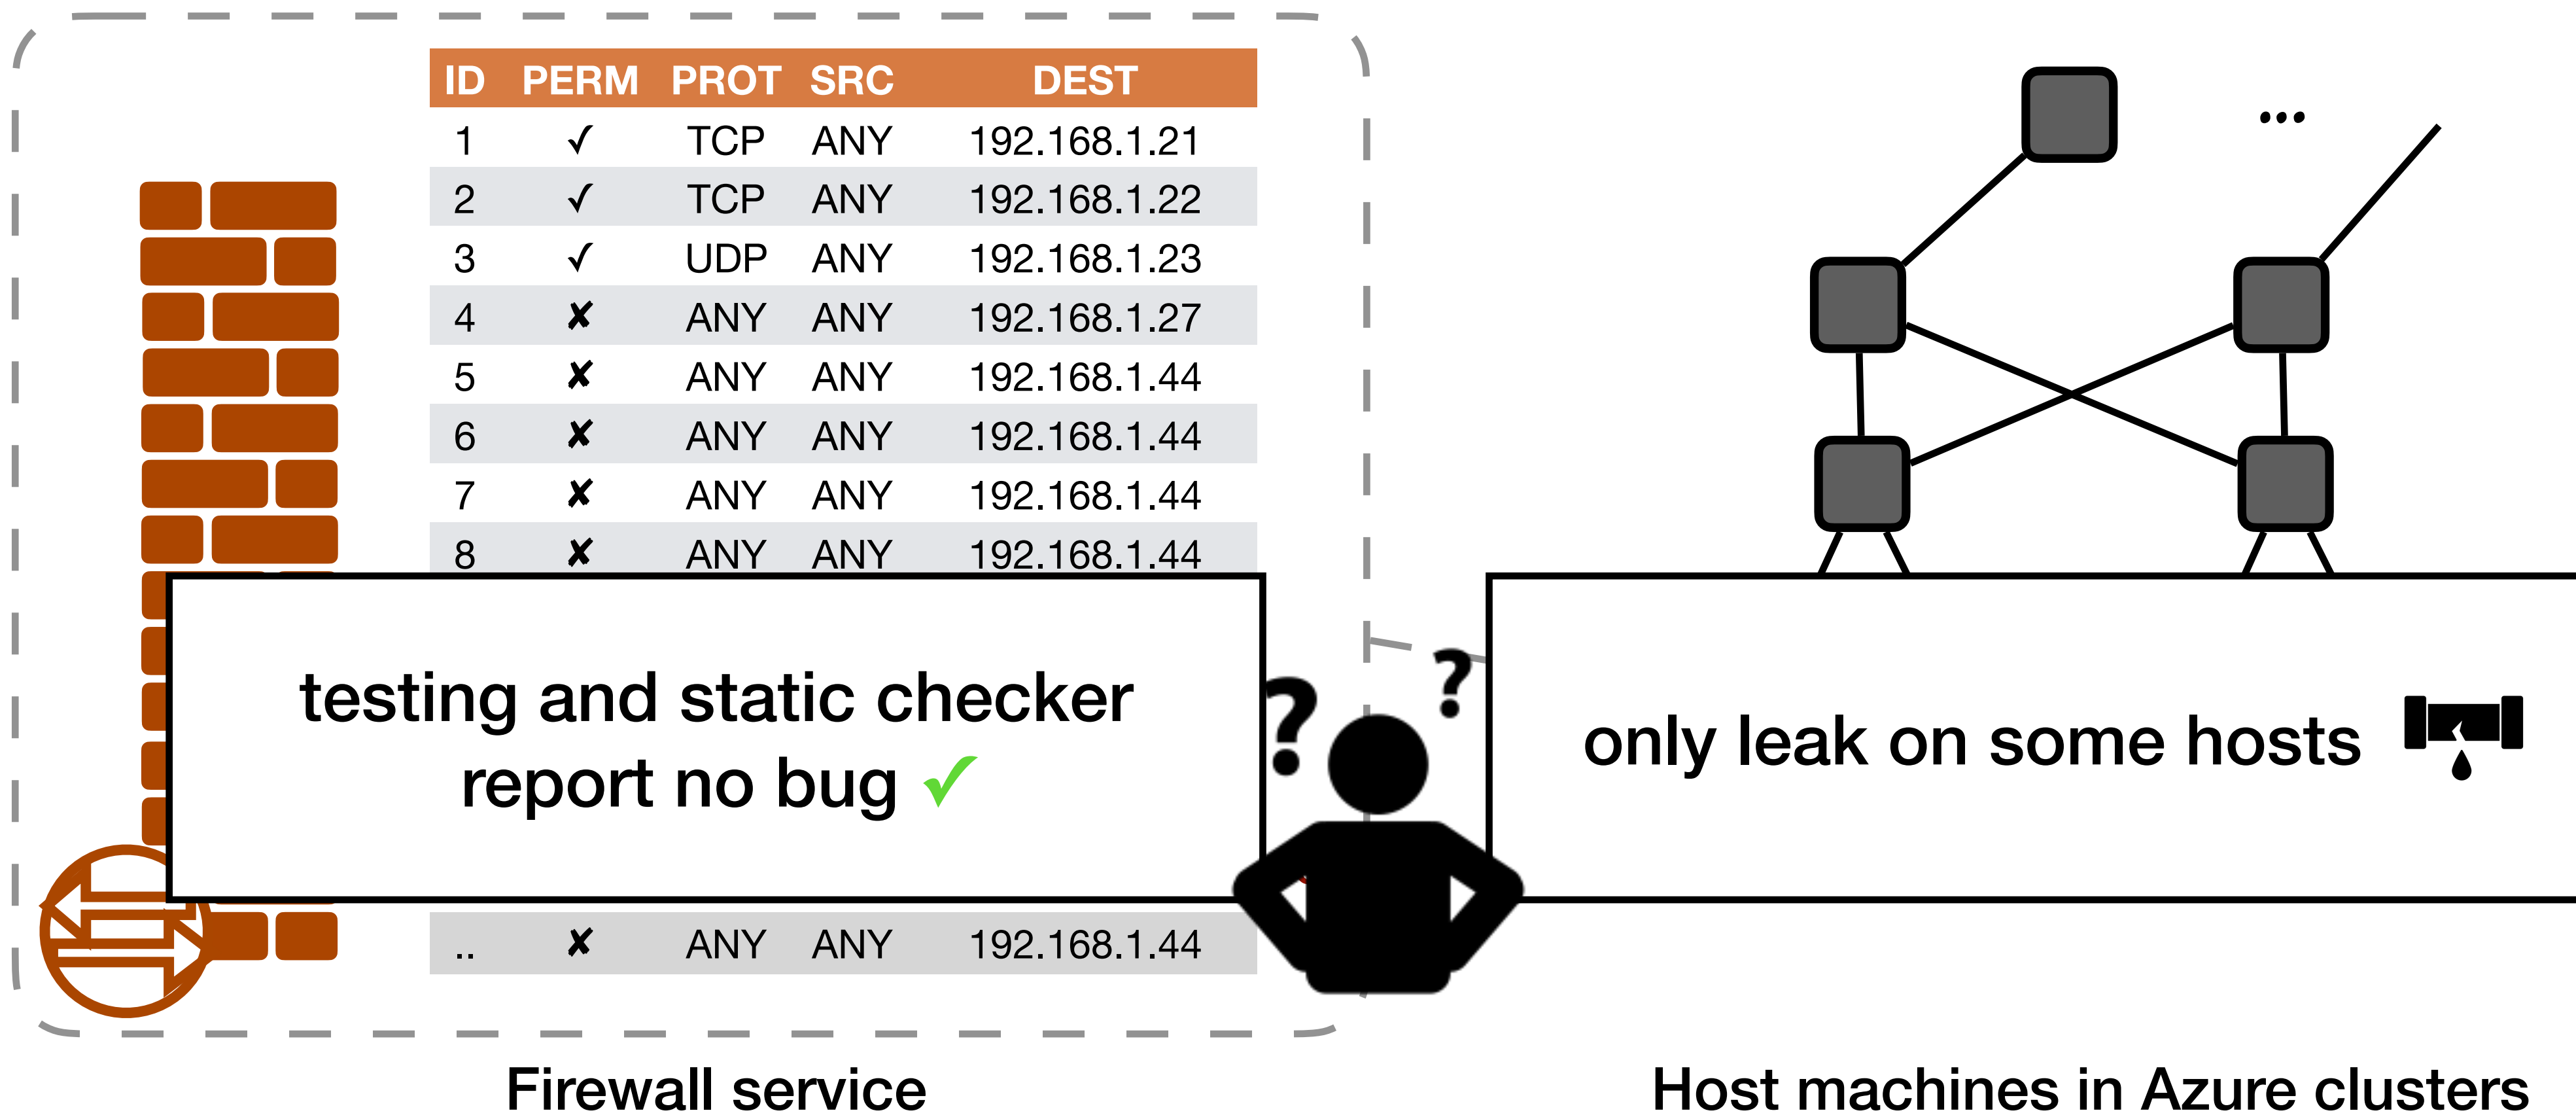 ID PERM PROT SRC DEST
1 ✓ TCP ANY 192.168.1.21
2 ✓ TCP ANY 192.168.1.22
3 ✓ UDP ANY 192.168.1.23
4 ✘ ANY ANY 192.168.1.27
5 ✘ ANY ANY 192.168.1.44
6 ✘ ANY ANY 192.168.1.44
7 ✘ ANY ANY 192.168.1.44
8 ✘ ANY ANY 192.168.1.44
.. ✘ ANY ANY 192.168.1.44
...
testing and static checker
report no bug ✓
? ?
only leak on some hosts
Firewall service
Host machines in Azure clusters